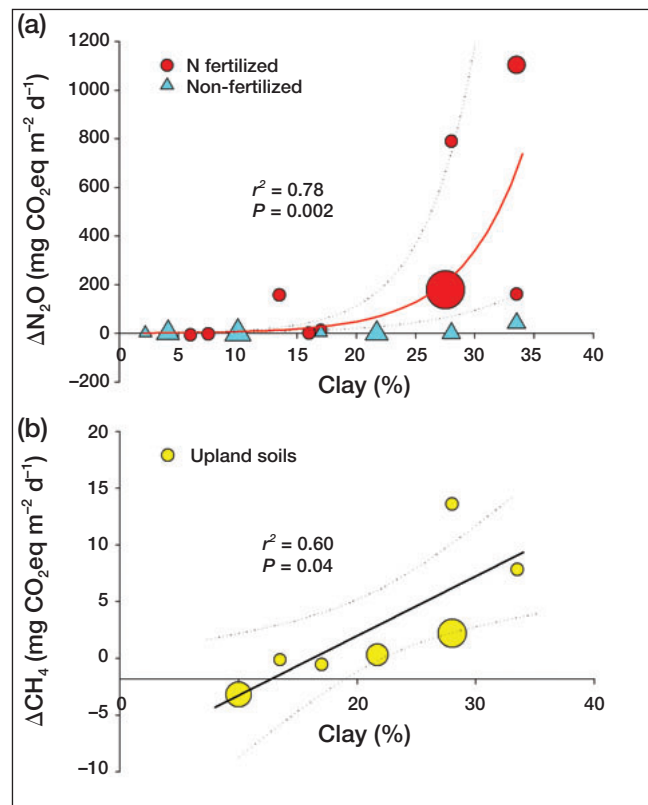 (a)
1200
1000
800
600
400
200
0
−200
N fertilized
Non-fertilized
r² = 0.78
P = 0.002
ΔN₂O (mg CO₂eq m⁻² d⁻¹)
0 5 10 15 20 25 30 35 40
Clay (%)
(b)
20
15
10
5
0
−5
−10
Upland soils
r² = 0.60
P = 0.04
ΔCH₄ (mg CO₂eq m⁻² d⁻¹)
0 10 20 30 40
Clay (%)